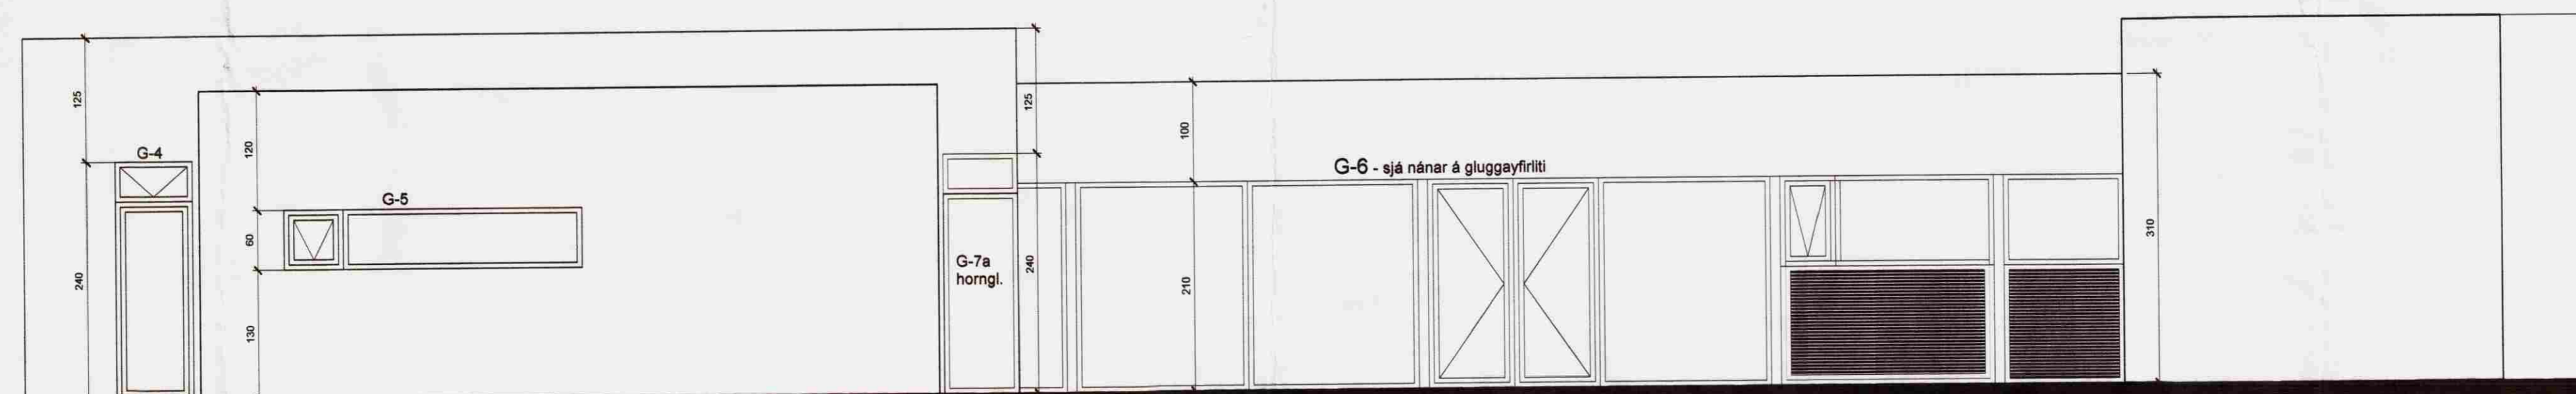 125
G-4
240
120
G-5
60
130
125
G-7a
horngl.
240
100
G-6 - sjá nánar á gluggayfirliti
210
310